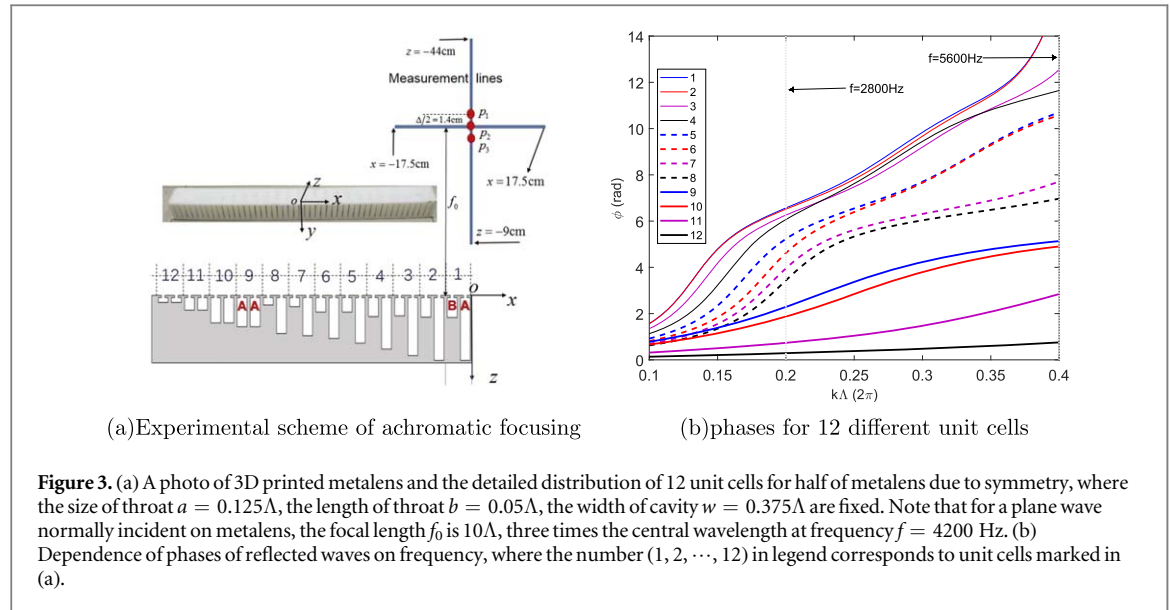 z = −44cm
Measurement lines
p1
Δ/2 = 1.4cm
p2
p3
x = −17.5cm
x = 17.5cm
f0
z = −9cm
z
o
x
y
12 11 10 9 8 7 6 5 4 3 2 1
o
x
A A
B A
z
14
12
10
8
6
4
2
0
ϕ (rad)
f=5600Hz
f=2800Hz
1
2
3
4
5
6
7
8
9
10
11
12
0.1 0.15 0.2 0.25 0.3 0.35 0.4
kΛ (2π)
(a)Experimental scheme of achromatic focusing
(b)phases for 12 different unit cells
Figure 3. (a) A photo of 3D printed metalens and the detailed distribution of 12 unit cells for half of metalens due to symmetry, where
the size of throat a = 0.125Λ, the length of throat b = 0.05Λ, the width of cavity w = 0.375Λ are fixed. Note that for a plane wave
normally incident on metalens, the focal length f0 is 10Λ, three times the central wavelength at frequency f = 4200 Hz. (b)
Dependence of phases of reflected waves on frequency, where the number (1, 2, ⋯, 12) in legend corresponds to unit cells marked in
(a).